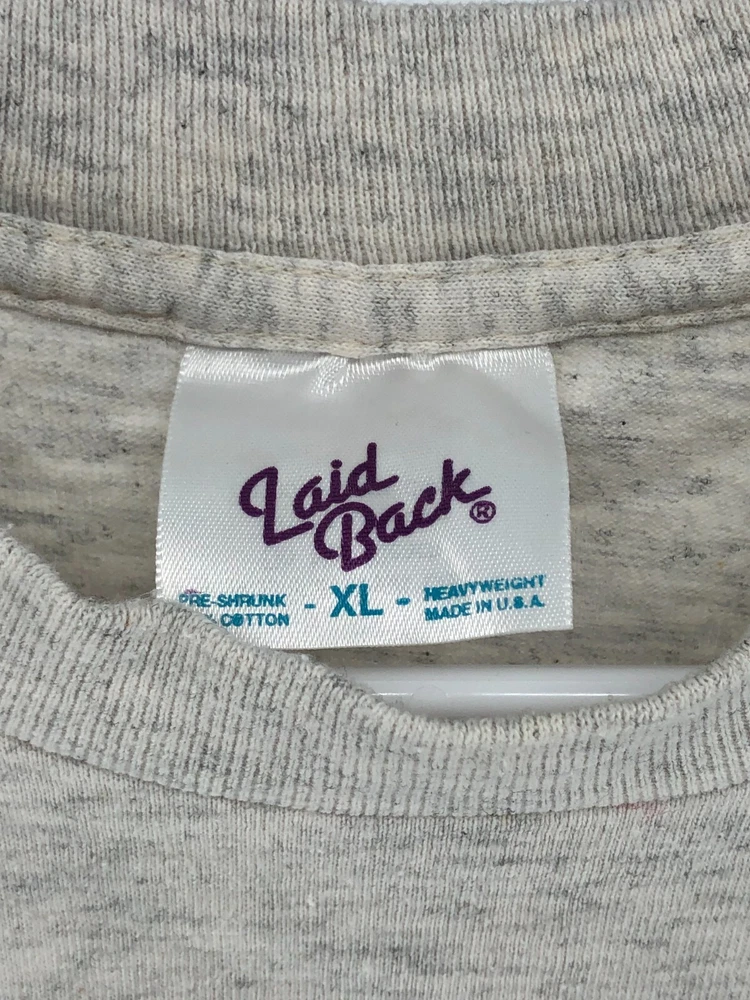 Laid
Back®
PRE-SHRUNK
COTTON
- XL -
HEAVYWEIGHT
MADE IN U.S.A.